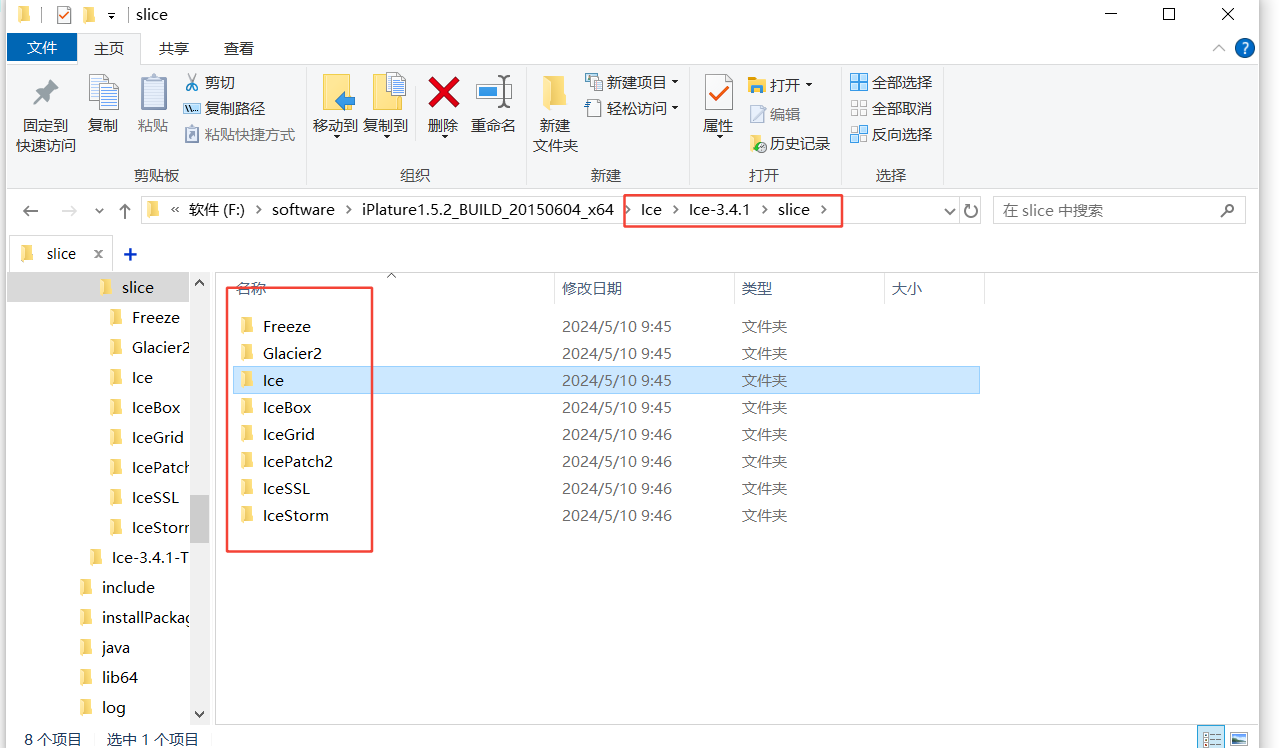 slice
文件 主页 共享 查看
固定到快速访问 复制 粘贴 剪切 复制路径 粘贴快捷方式
剪贴板
移动到 复制到 删除 重命名
组织
新建文件夹 新建项目 轻松访问
新建
属性 打开 编辑 历史记录
打开
全部选择 全部取消 反向选择
选择
« 软件 (F:) > software > iPlature1.5.2_BUILD_20150604_x64 > Ice > Ice-3.4.1 > slice >
在 slice 中搜索
slice x +
slice
Freeze
Glacier2
Ice
IceBox
IceGrid
IcePatch
IceSSL
IceStorm
Ice-3.4.1-T
include
installPackag
java
lib64
log
名称 修改日期 类型 大小
Freeze 2024/5/10 9:45 文件夹
Glacier2 2024/5/10 9:45 文件夹
Ice 2024/5/10 9:45 文件夹
IceBox 2024/5/10 9:45 文件夹
IceGrid 2024/5/10 9:46 文件夹
IcePatch2 2024/5/10 9:46 文件夹
IceSSL 2024/5/10 9:46 文件夹
IceStorm 2024/5/10 9:46 文件夹
8 个项目 选中 1 个项目